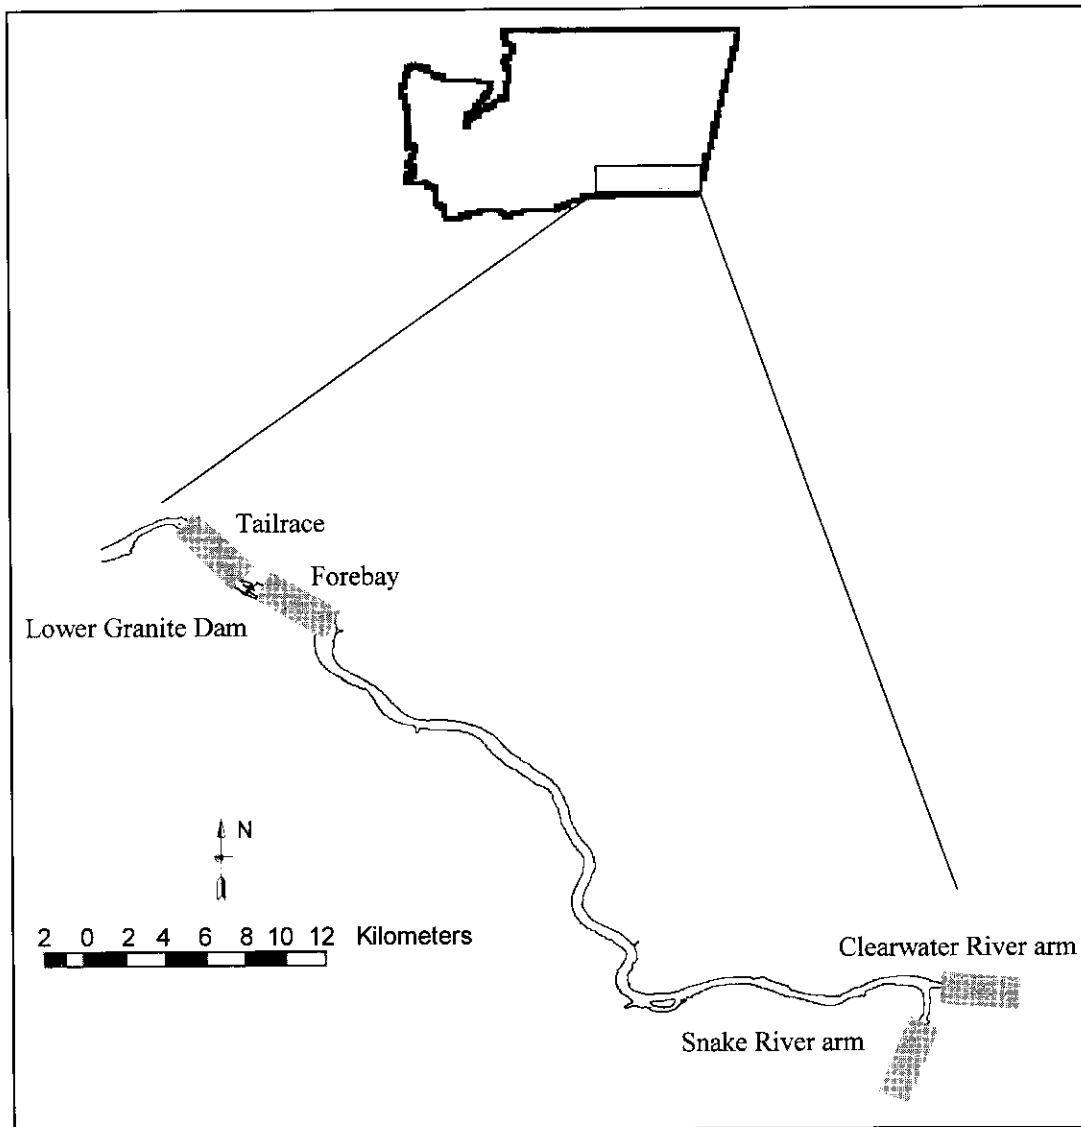 Tailrace
Forebay
Lower Granite Dam
N
2 0 2 4 6 8 10 12 Kilometers
Clearwater River arm
Snake River arm